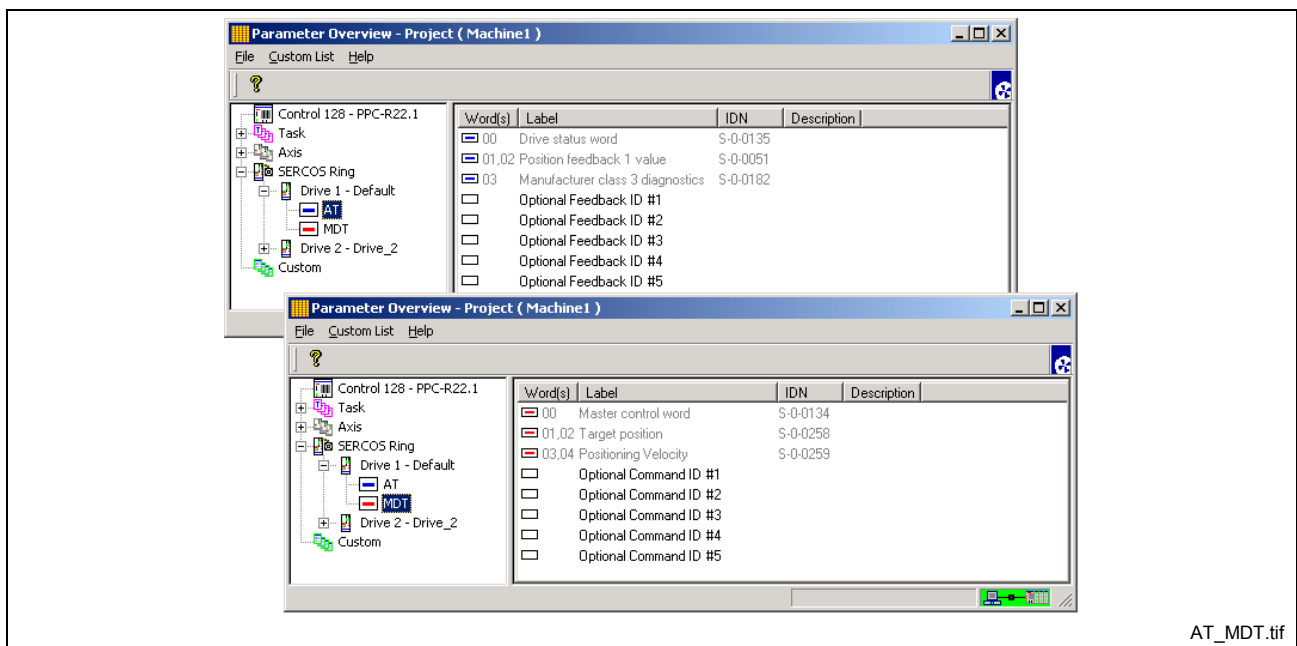 Parameter Overview - Project ( Machine1 )
File Custom List Help
Control 128 - PPC-R22.1
Task
Axis
SERCOS Ring
Drive 1 - Default
AT
MDT
Drive 2 - Drive_2
Custom
Word(s) Label IDN Description
00 Drive status word S-0-0135
01,02 Position feedback 1 value S-0-0051
03 Manufacturer class 3 diagnostics S-0-0182
Optional Feedback ID #1
Optional Feedback ID #2
Optional Feedback ID #3
Optional Feedback ID #4
Optional Feedback ID #5
Parameter Overview - Project ( Machine1 )
File Custom List Help
Control 128 - PPC-R22.1
Task
Axis
SERCOS Ring
Drive 1 - Default
AT
MDT
Drive 2 - Drive_2
Custom
Word(s) Label IDN Description
00 Master control word S-0-0134
01,02 Target position S-0-0258
03,04 Positioning Velocity S-0-0259
Optional Command ID #1
Optional Command ID #2
Optional Command ID #3
Optional Command ID #4
Optional Command ID #5
AT_MDT.tif